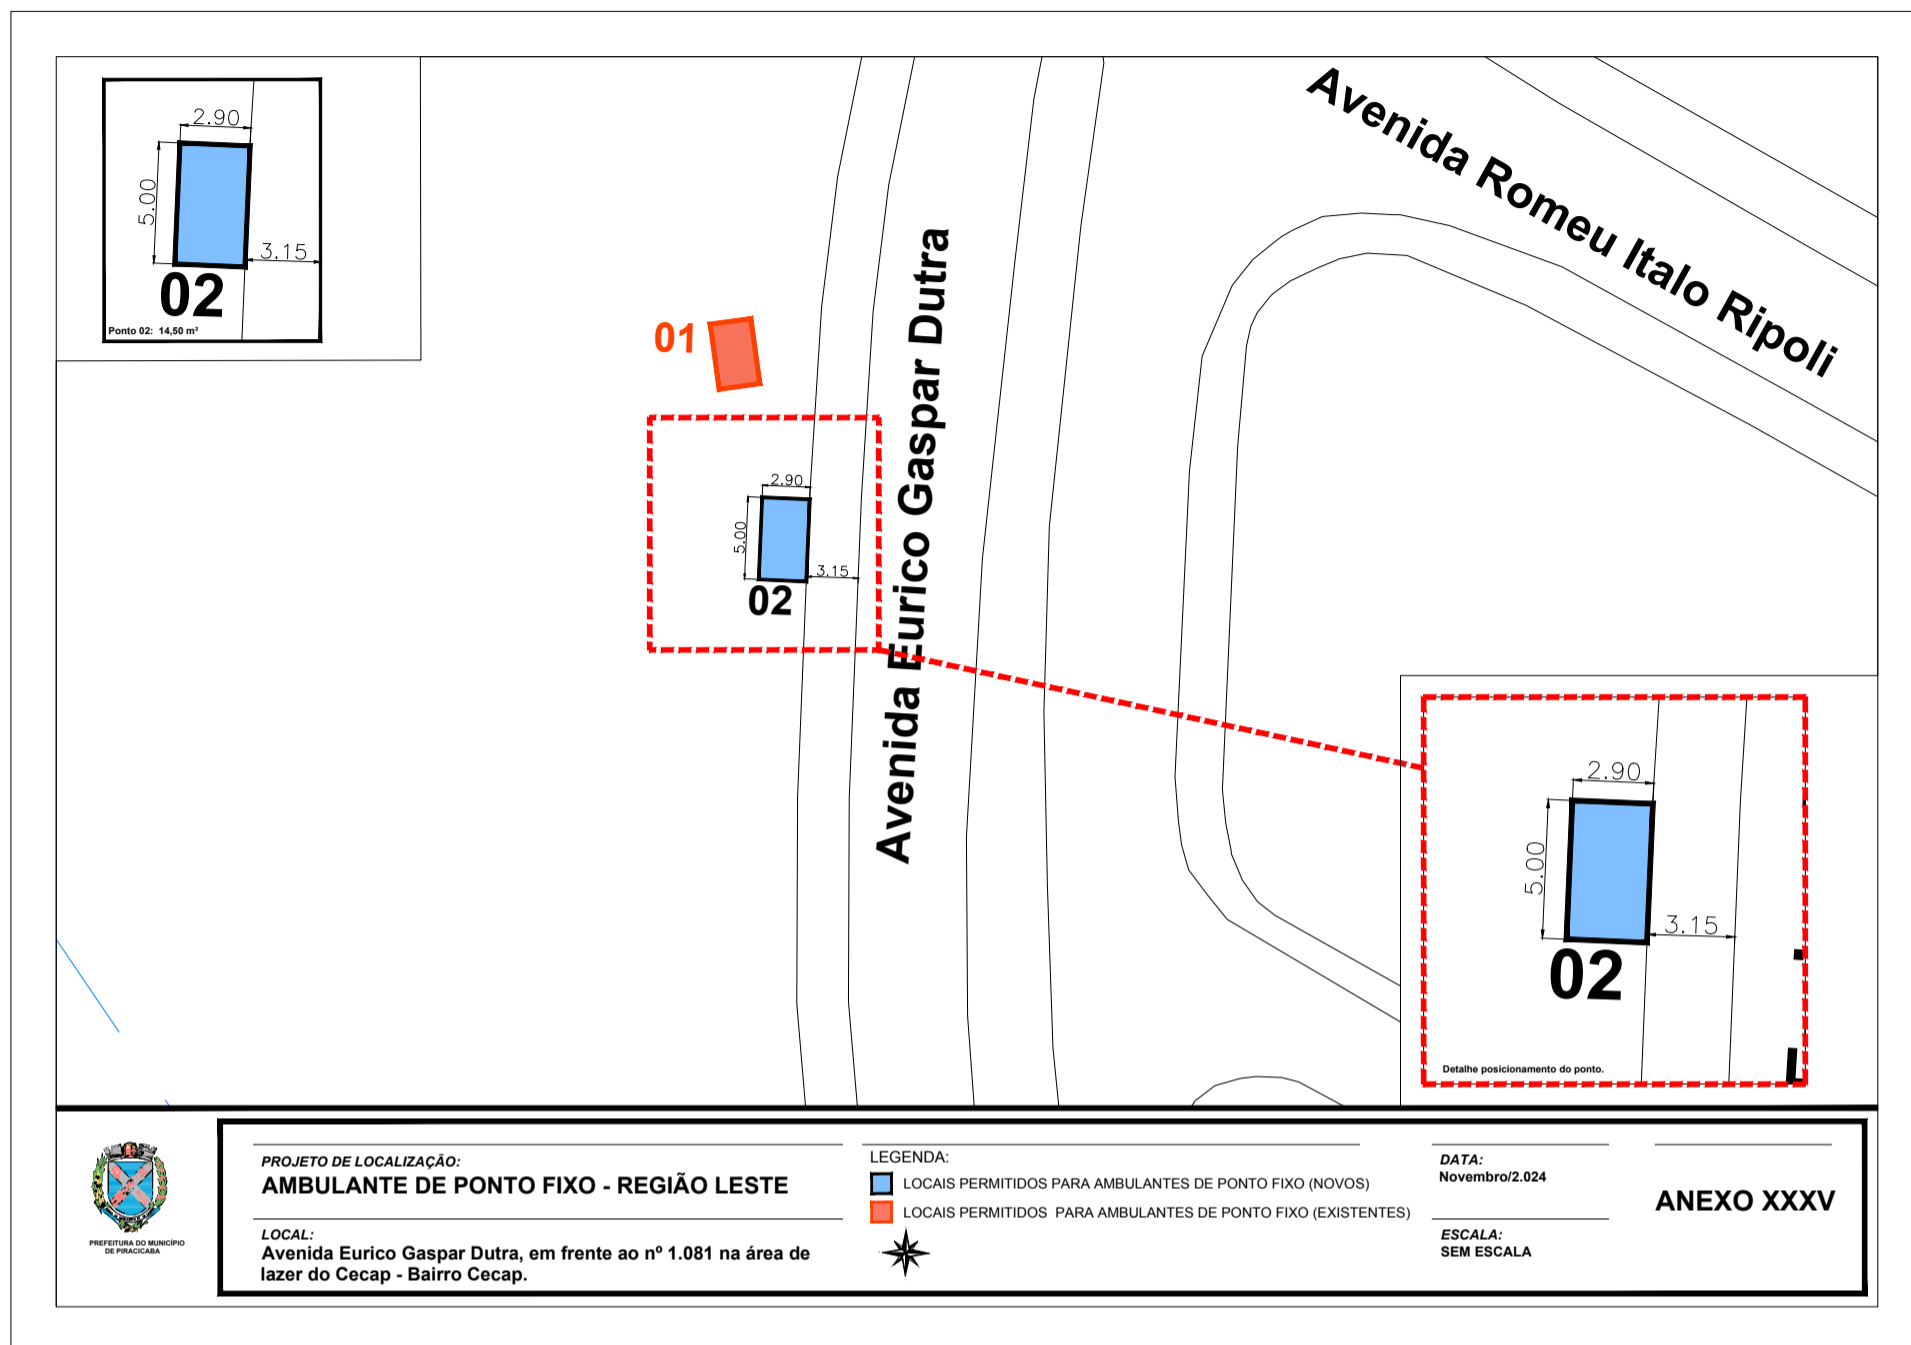 2.90
5.00
3.15
02
Ponto 02: 14,50 m²
Avenida Romeu Italo Ripoli
Avenida Eurico Gaspar Dutra
01
2.90
5.00
3.15
02
2.90
5.00
3.15
02
Detalhe posicionamento do ponto.
PREFEITURA DO MUNICÍPIO
DE PIRACICABA
PROJETO DE LOCALIZAÇÃO:
AMBULANTE DE PONTO FIXO - REGIÃO LESTE
LOCAL:
Avenida Eurico Gaspar Dutra, em frente ao nº 1.081 na área de
lazer do Cecap - Bairro Cecap.
LEGENDA:
LOCAIS PERMITIDOS PARA AMBULANTES DE PONTO FIXO (NOVOS)
LOCAIS PERMITIDOS PARA AMBULANTES DE PONTO FIXO (EXISTENTES)
DATA:
Novembro/2.024
ESCALA:
SEM ESCALA
ANEXO XXXV